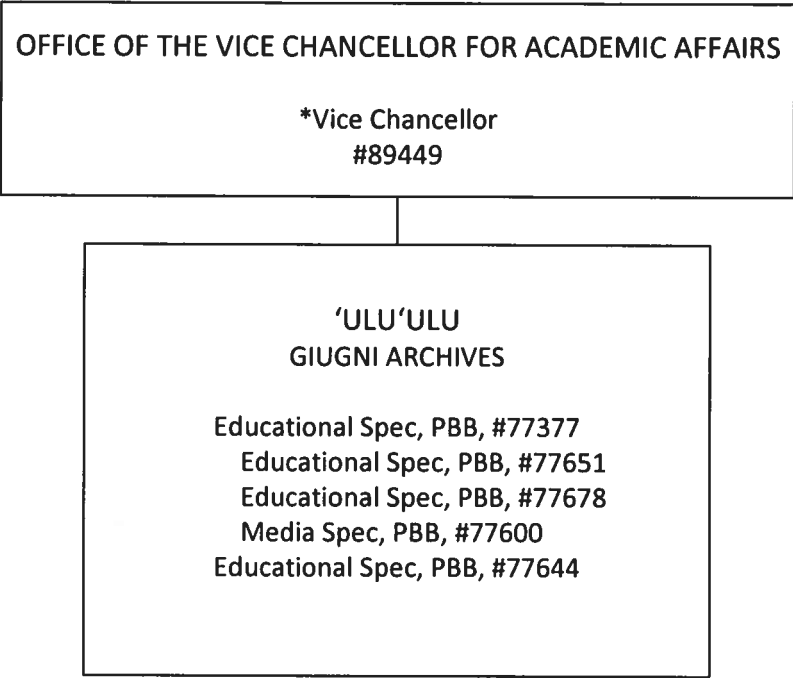 OFFICE OF THE VICE CHANCELLOR FOR ACADEMIC AFFAIRS
*Vice Chancellor
#89449
ʻULUʻULU
GIUGNI ARCHIVES
Educational Spec, PBB, #77377
Educational Spec, PBB, #77651
Educational Spec, PBB, #77678
Media Spec, PBB, #77600
Educational Spec, PBB, #77644